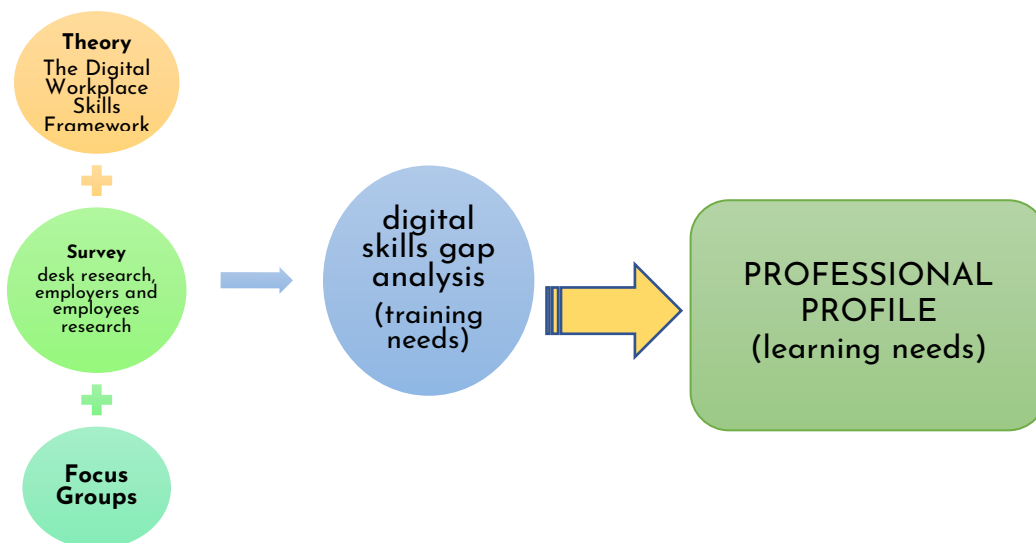 Theory
The Digital
Workplace
Skills
Framework
Survey
desk research,
employers and
employees
research
Focus
Groups
digital
skills gap
analysis
(training
needs)
PROFESSIONAL
PROFILE
(learning needs)